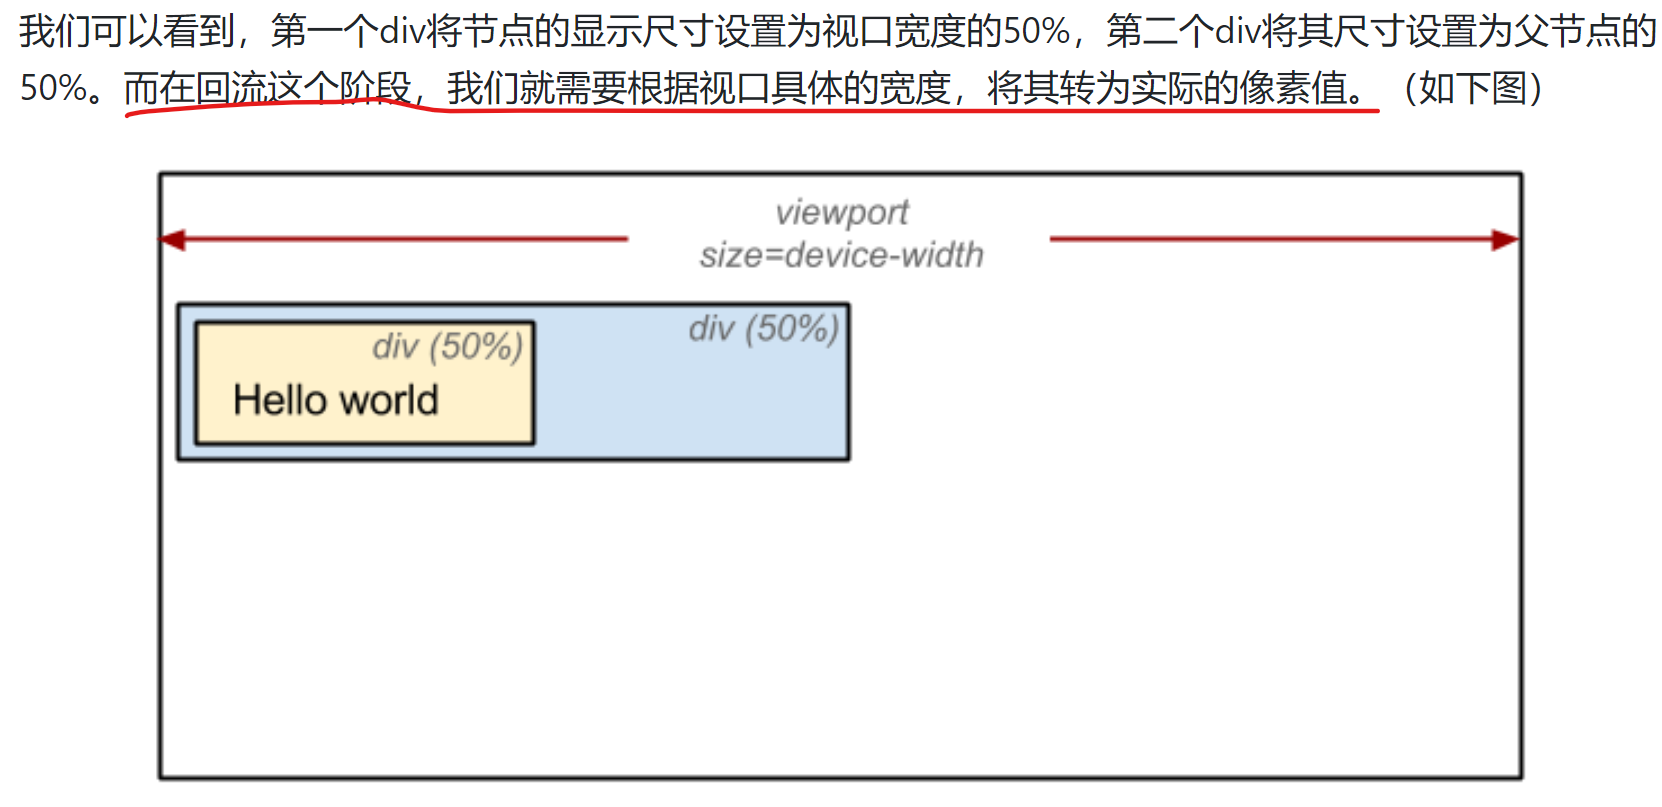 我们可以看到，第一个div将节点的显示尺寸设置为视口宽度的50%，第二个div将其尺寸设置为父节点的
50%。而在回流这个阶段，我们就需要根据视口具体的宽度，将其转为实际的像素值。（如下图）
viewport
size=device-width
div (50%)
div (50%)
Hello world